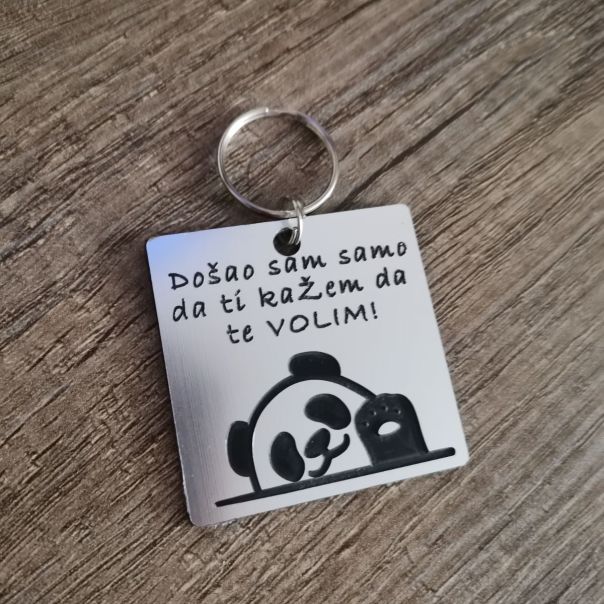 Došao sam samo
da ti kaŽem da
te VOLIM!